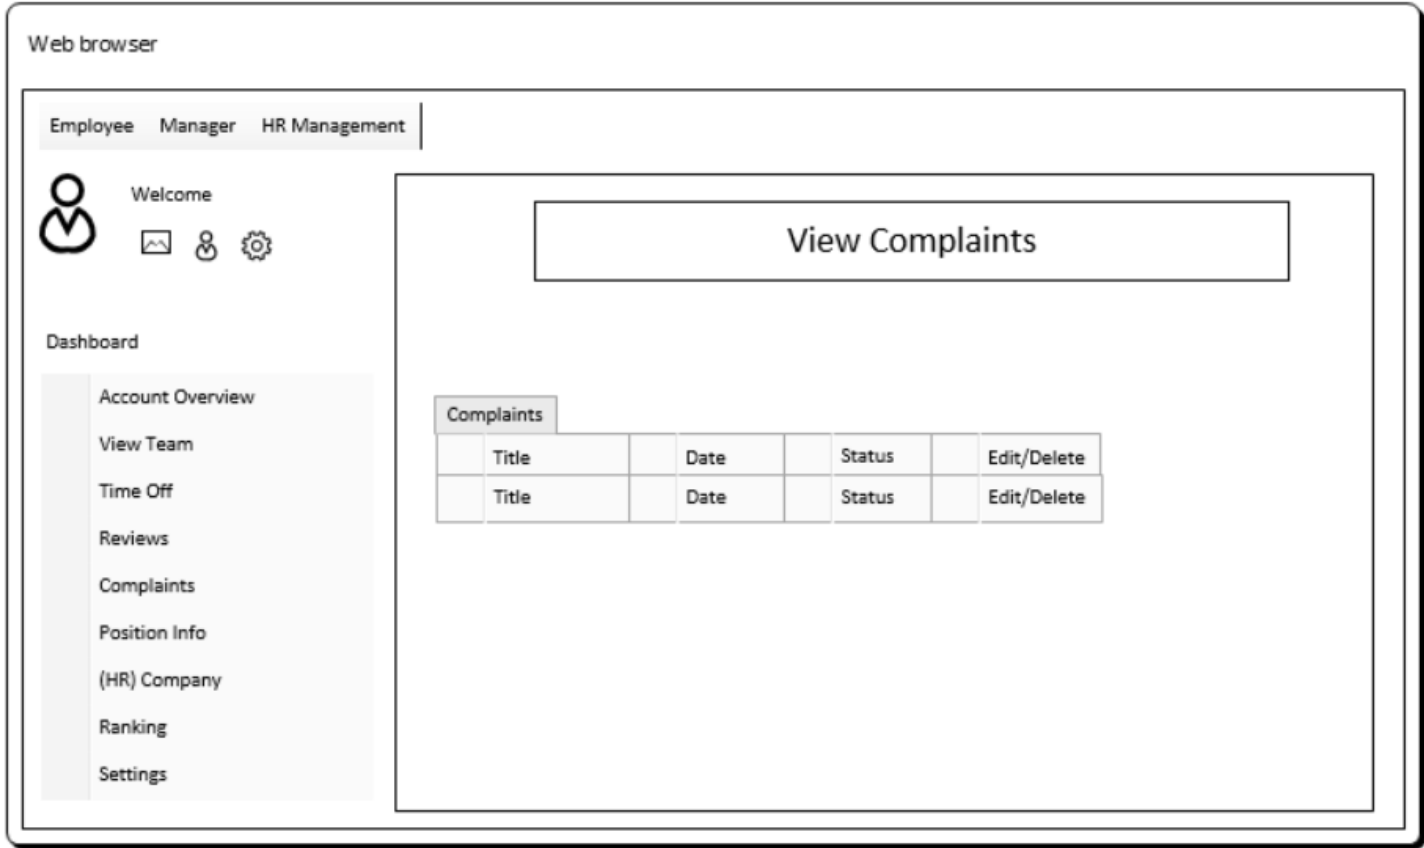 Web browser
Employee Manager HR Management
Welcome
View Complaints
Dashboard
Account Overview
View Team
Time Off
Reviews
Complaints
Position Info
(HR) Company
Ranking
Settings
Complaints
Title Date Status Edit/Delete
Title Date Status Edit/Delete